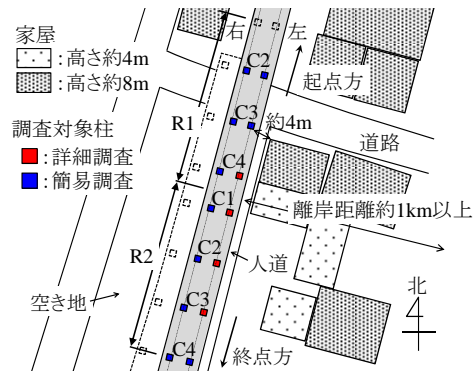 家屋
：高さ約4m
：高さ約8m
調査対象柱
：詳細調査
：簡易調査
右
左
C2
起点方
C3
約4m
道路
R1
C4
C1
離岸距離約1km以上
R2
C2
人道
空き地
C3
北
C4
終点方